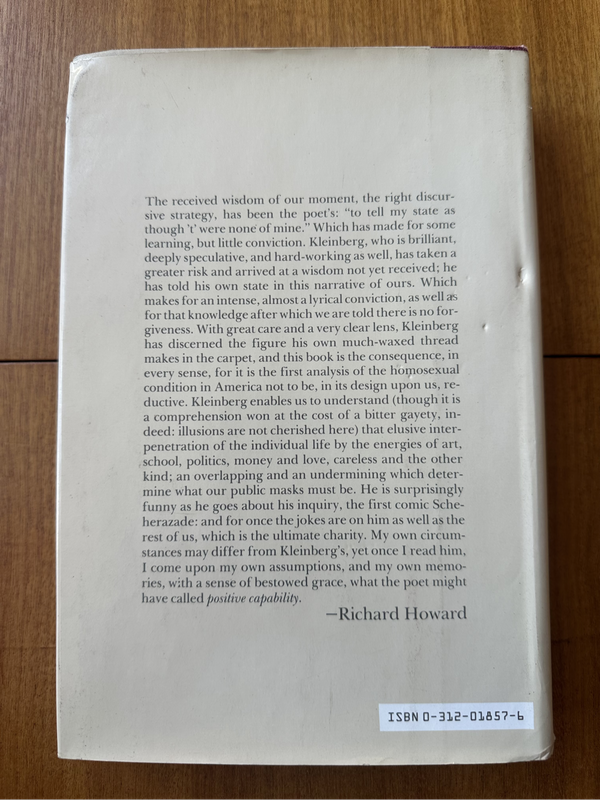 The received wisdom of our moment, the right discur-
sive strategy, has been the poet's: “to tell my state as
though 't' were none of mine.” Which has made for some
learning, but little conviction. Kleinberg, who is brilliant,
deeply speculative, and hard-working as well, has taken a
greater risk and arrived at a wisdom not yet received; he
has told his own state in this narrative of ours. Which
makes for an intense, almost a lyrical conviction, as well as
for that knowledge after which we are told there is no for-
giveness. With great care and a very clear lens, Kleinberg
has discerned the figure his own much-waxed thread
makes in the carpet, and this book is the consequence, in
every sense, for it is the first analysis of the homosexual
condition in America not to be, in its design upon us, re-
ductive. Kleinberg enables us to understand (though it is
a comprehension won at the cost of a bitter gayety, in-
deed: illusions are not cherished here) that elusive inter-
penetration of the individual life by the energies of art,
school, politics, money and love, careless and the other
kind; an overlapping and an undermining which deter-
mine what our public masks must be. He is surprisingly
funny as he goes about his inquiry, the first comic Sche-
herazade: and for once the jokes are on him as well as the
rest of us, which is the ultimate charity. My own circum-
stances may differ from Kleinberg's, yet once I read him,
I come upon my own assumptions, and my own memo-
ries, with a sense of bestowed grace, what the poet might
have called positive capability.
—Richard Howard
ISBN 0-312-01857-6